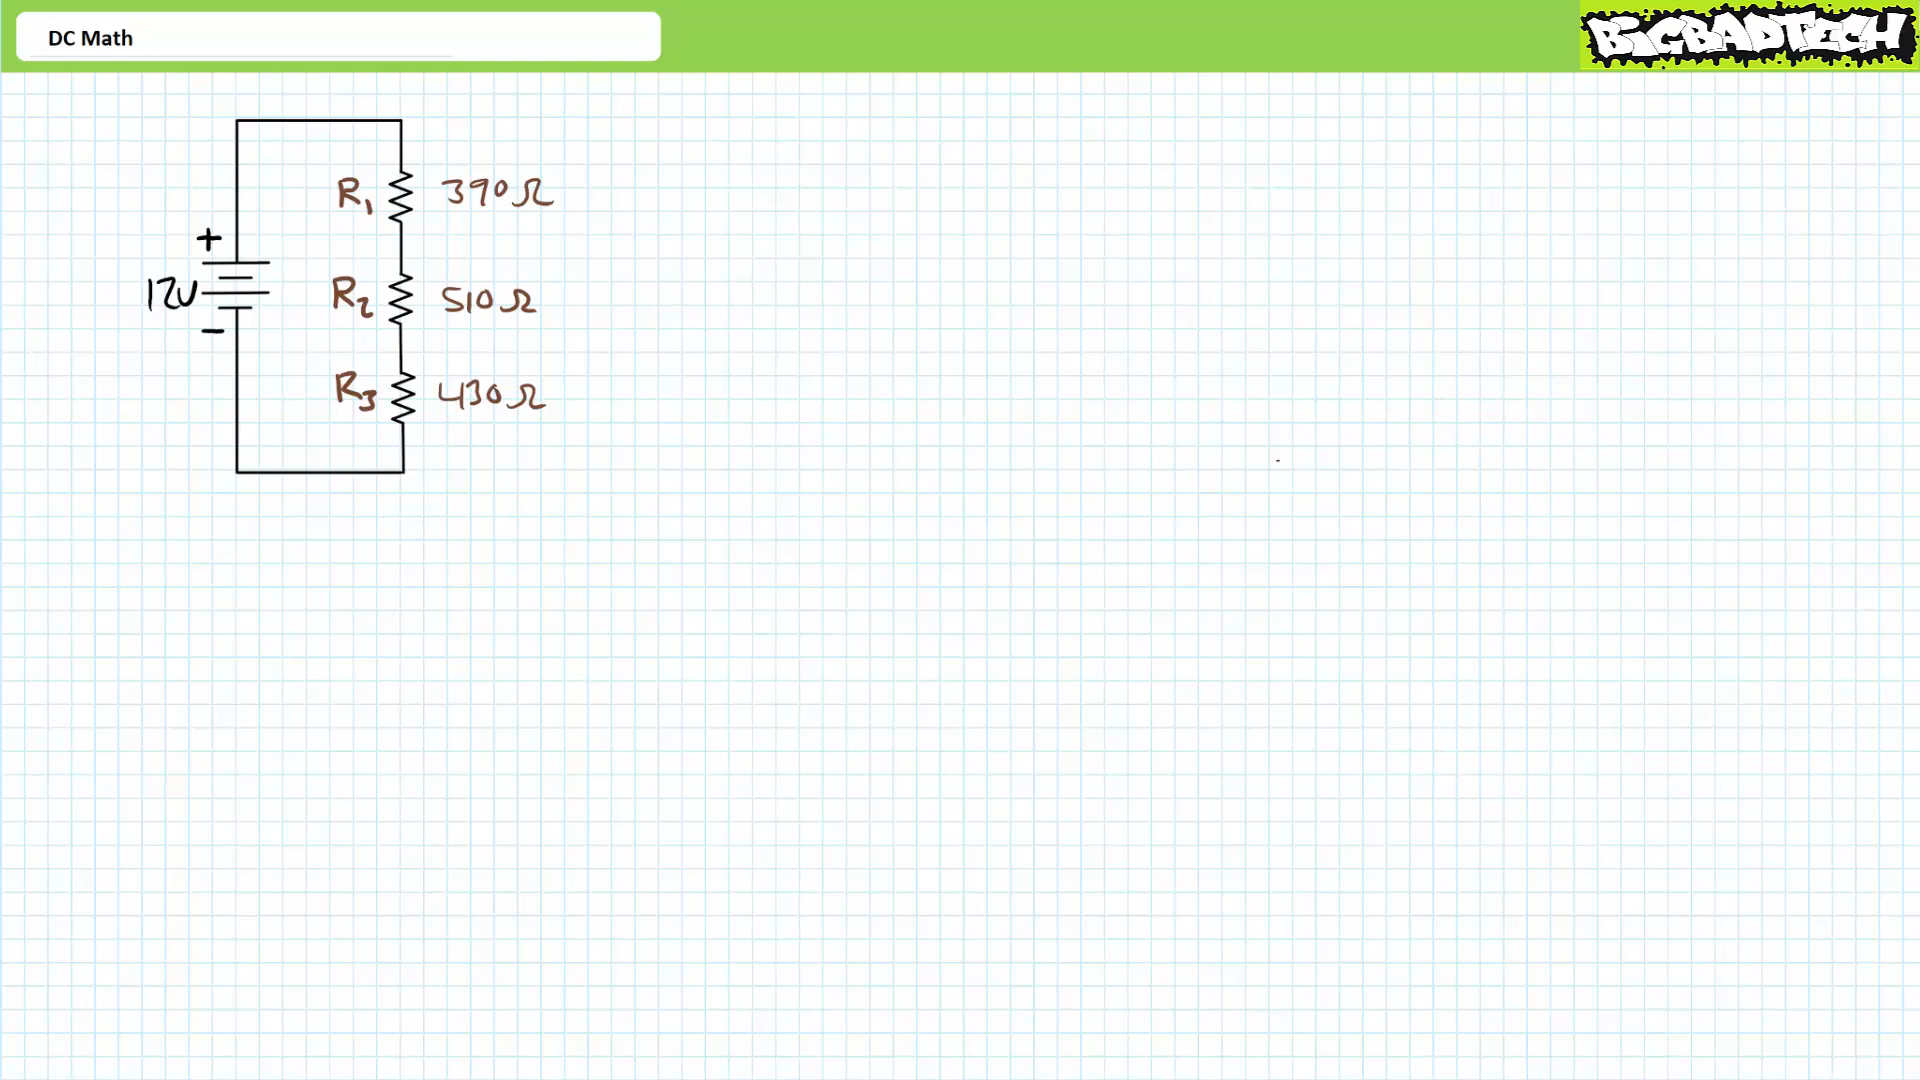 DC Math
BIGBADTECH
R1 390Ω
+
12V
R2 510Ω
-
R3 430Ω